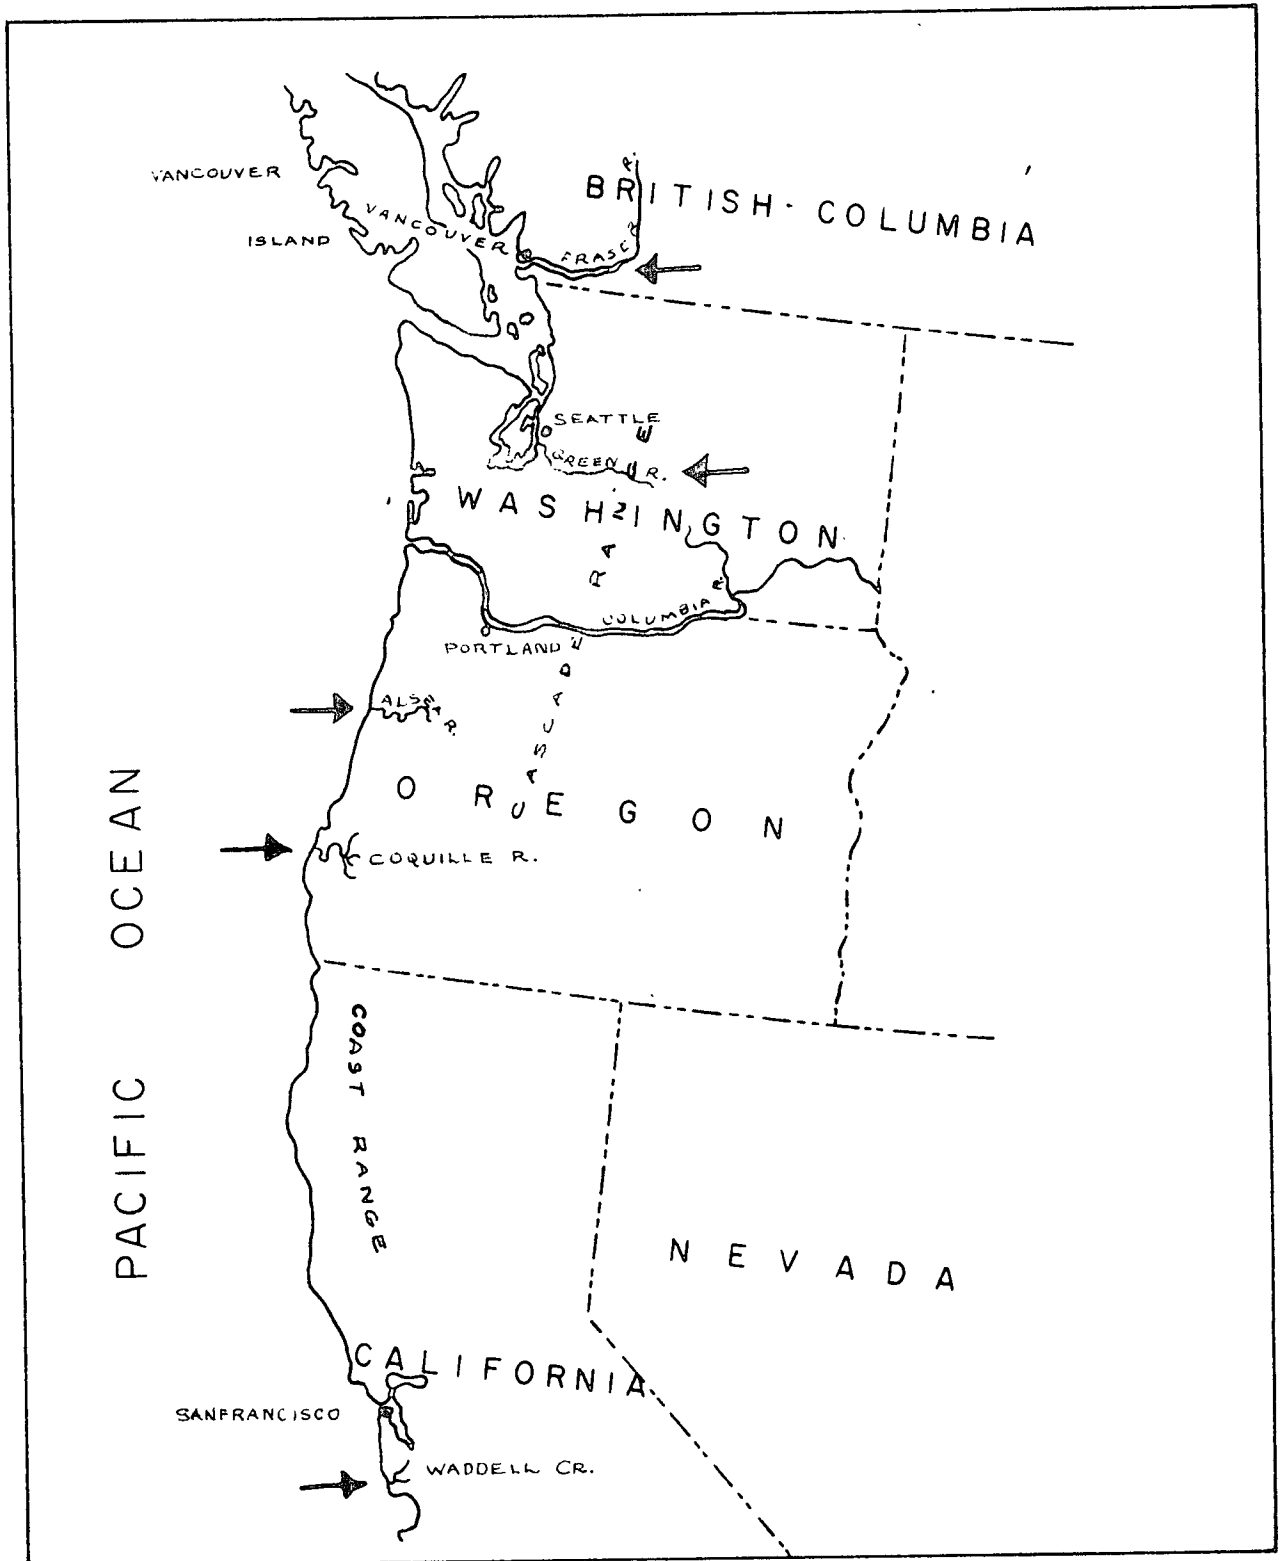 VANCOUVER
ISLAND
VANCOUVER
BRITISH-COLUMBIA
FRASER R.
SEATTLE
GREEN R.
WASHINGTON
COLUMBIA R.
PORTLAND
CASCADE RANGE
ALSEA R.
OREGON
COQUILLE R.
PACIFIC OCEAN
COAST RANGE
NEVADA
CALIFORNIA
SANFRANCISCO
WADDELL CR.